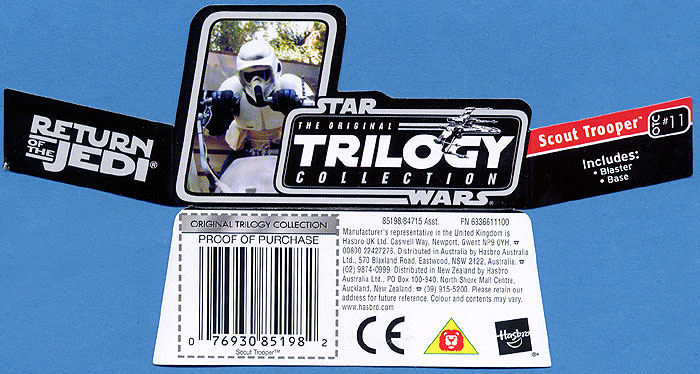 RETURN
OF THE
JEDI®
STAR
THE ORIGINAL
TRILOGY
COLLECTION
WARS®
Scout Trooper™
OTC #11
Includes:
• Blaster
• Base
ORIGINAL TRILOGY COLLECTION
PROOF OF PURCHASE
0 76930 85198 2
Scout Trooper™
85198/84715 Asst. P/N 6336611100
Manufacturer's representative in the United Kingdom is
Hasbro UK Ltd. Caswell Way, Newport, Gwent NP9 0YH. ☎
00800 22427276. Distributed in Australia by Hasbro Australia
Ltd., 570 Blaxland Road, Eastwood, NSW 2122, Australia. ☎
(02) 9874-0999. Distributed in New Zealand by Hasbro
Australia Ltd., PO Box 100-940, North Shore Mail Centre,
Auckland, New Zealand. ☎ (09) 915-5200. Please retain our
address for future reference. Colour and contents may vary.
www.hasbro.com
CE
Hasbro
®*